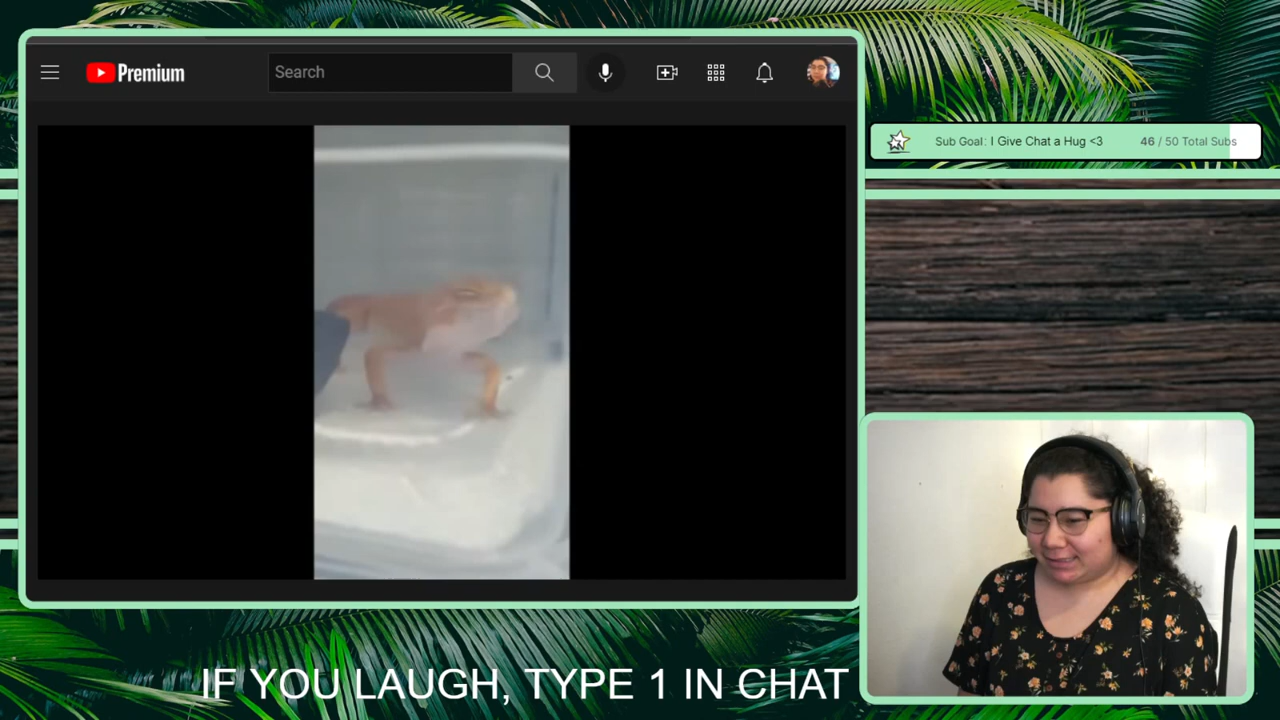 Premium
Search
Sub Goal: I Give Chat a Hug <3 46 / 50 Total Subs
IF YOU LAUGH, TYPE 1 IN CHAT